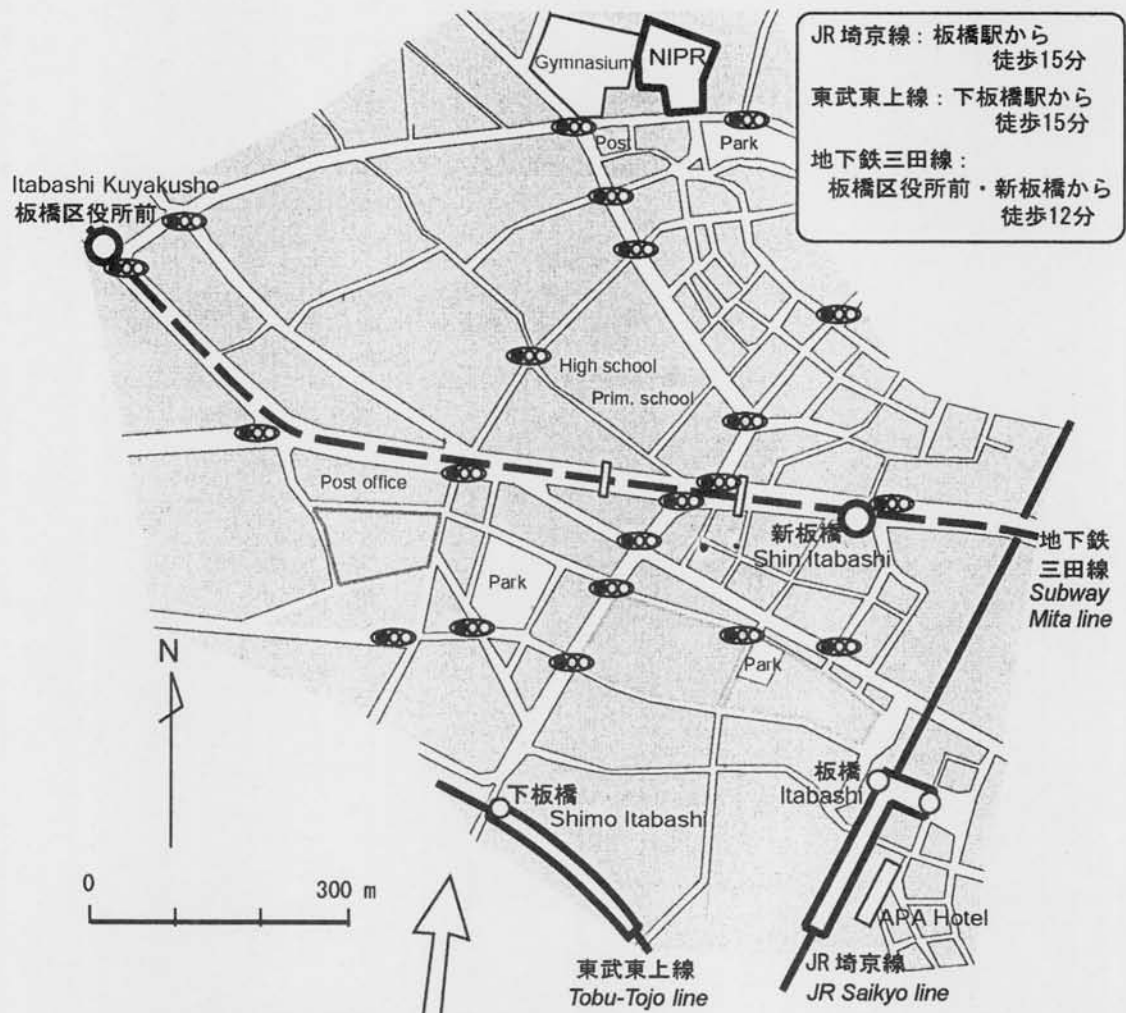 JR埼京線：板橋駅から
徒歩15分
東武東上線：下板橋駅から
徒歩15分
地下鉄三田線：
板橋区役所前・新板橋から
徒歩12分
Gymnasium
NIPR
Post
Park
Itabashi Kuyakusho
板橋区役所前
High school
Prim. school
Post office
新板橋
Shin Itabashi
地下鉄
三田線
Subway
Mita line
Park
Park
N
板橋
Itabashi
下板橋
Shimo Itabashi
0 300 m
APA Hotel
東武東上線
Tobu-Tojo line
JR埼京線
JR Saikyo line